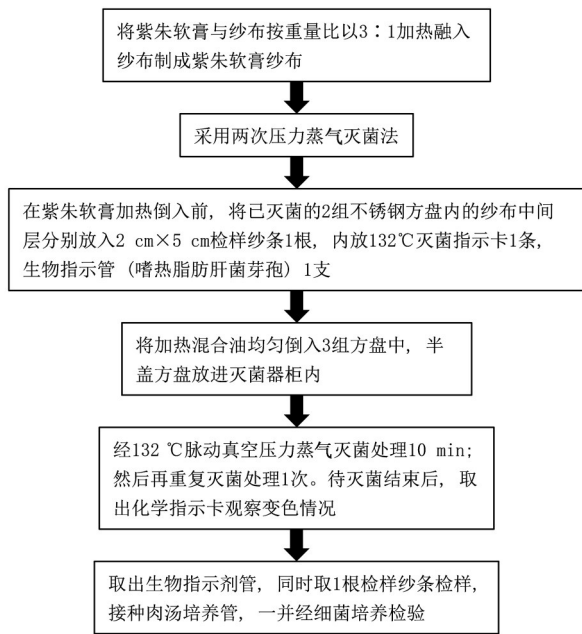 将紫朱软膏与纱布按重量比以3∶1加热融入
纱布制成紫朱软膏纱布
采用两次压力蒸气灭菌法
在紫朱软膏加热倒入前, 将已灭菌的2组不锈钢方盘内的纱布中间
层分别放入2 cm×5 cm检样纱条1根, 内放132℃灭菌指示卡1条,
生物指示管 (嗜热脂肪肝菌芽孢) 1支
将加热混合油均匀倒入3组方盘中, 半
盖方盘放进灭菌器柜内
经132 ℃脉动真空压力蒸气灭菌处理10 min;
然后再重复灭菌处理1次。待灭菌结束后, 取
出化学指示卡观察变色情况
取出生物指示剂管, 同时取1根检样纱条检样,
接种肉汤培养管, 一并经细菌培养检验